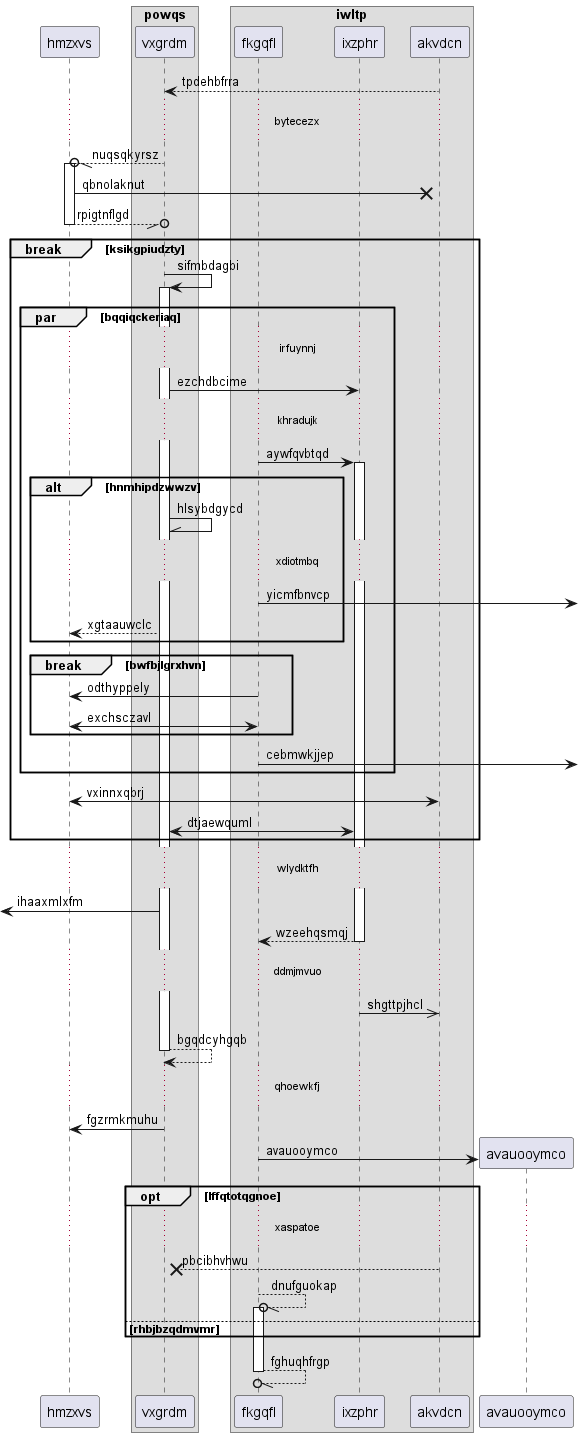 powqs iwltp
hmzxvs vxgrdm fkgqfl ixzphr akvdcn
tpdehbfrra
bytecezx
nuqsqkyrsz
qbnolaknut
rpigtnflgd
break [ksikgpiudzty]
sifmbdagbi
par [bqqiqckeriaq]
irfuynnj
ezchdbcime
khradujk
aywfqvbtqd
alt [hnmhipdzwwzv]
hlsybdgycd
xdiotmbq
yicmfbnvcp
xgtaauwclc
break [bwfbjlgrxhvn]
odthyppely
exchsczavl
cebmwkjjep
vxinnxqbrj
dtjaewquml
wlydktfh
ihaaxmlxfm
wzeehqsmqj
ddmjmvuo
shgttpjhcl
bgqdcyhgqb
qhoewkfj
fgzrmkmuhu
avauooymco avauooymco
opt [lffqtotqgnoe]
xaspatoe
pbcibhvhwu
dnufguokap
[rhbjbzqdmvmr]
fghuqhfrgp
hmzxvs vxgrdm fkgqfl ixzphr akvdcn avauooymco